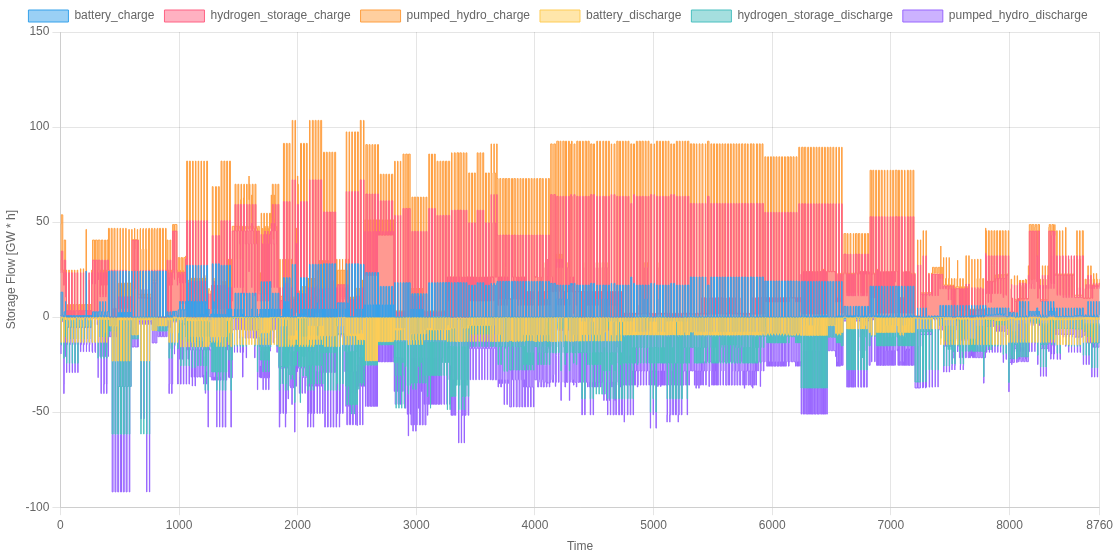 battery_charge hydrogen_storage_charge pumped_hydro_charge battery_discharge hydrogen_storage_discharge pumped_hydro_discharge
150
100
50
0
-50
-100
Storage Flow [GW * h]
0 1000 2000 3000 4000 5000 6000 7000 8000 8760
Time